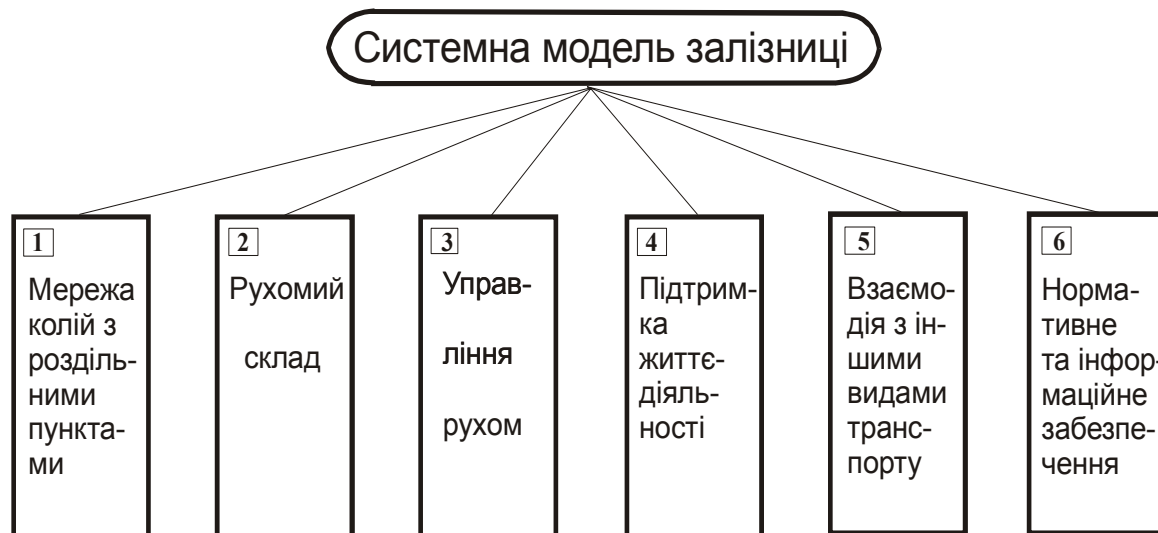 Системна модель залізниці
1
Мережа
колій з
роздiль-
ними
пункта-
ми
2
Рухомий
склад
3
Управ-
ління
рухом
4
Підтрим-
ка
життє-
діяль-
ності
5
Взаємо-
дія з ін-
шими
видами
транс-
порту
6
Норма-
тивне
та інфор-
маційне
забезпе-
чення